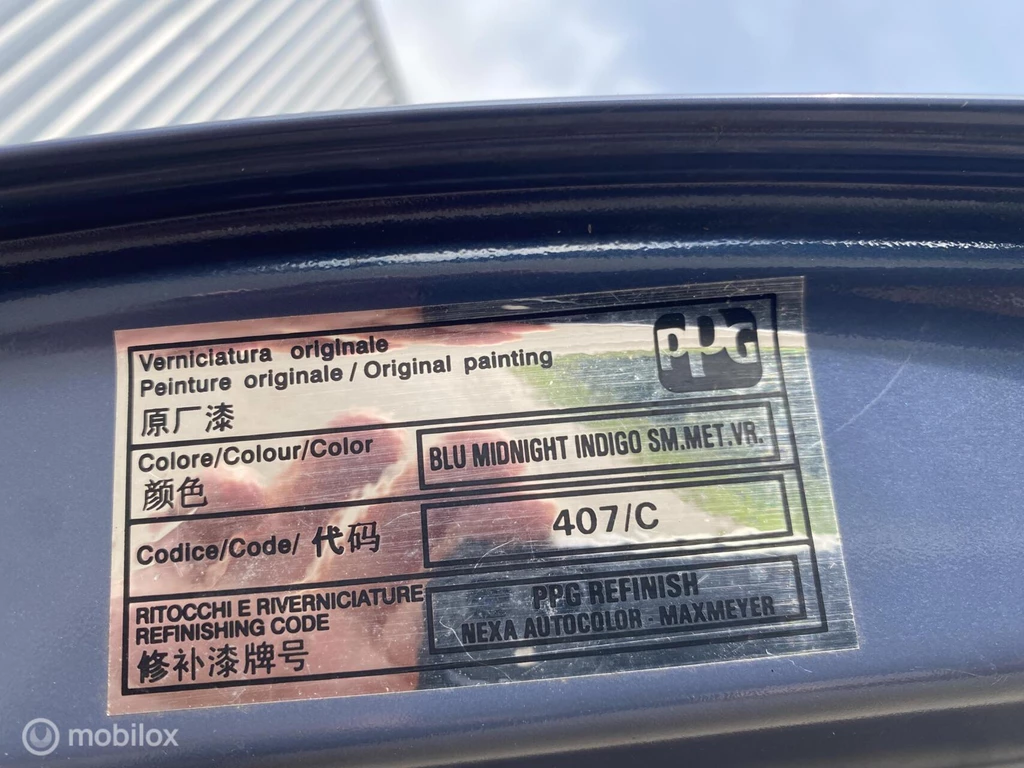 Verniciatura originale
Peinture originale / Original painting
原厂漆
PPG
Colore/Colour/Color
颜色
BLU MIDNIGHT INDIGO SM.MET.VR.
Codice/Code/ 代码
407/C
RITOCCHI E RIVERNICIATURE
REFINISHING CODE
修补漆牌号
PPG REFINISH
NEXA AUTOCOLOR - MAXMEYER
mobilox